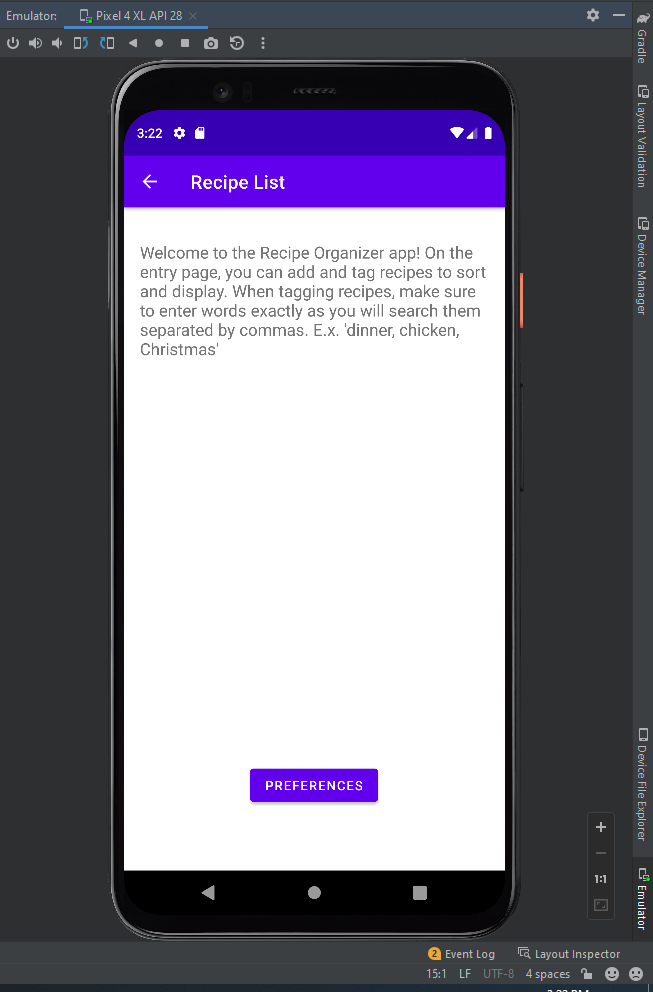 Emulator: Pixel 4 XL API 28
3:22
Recipe List
Welcome to the Recipe Organizer app! On the
entry page, you can add and tag recipes to sort
and display. When tagging recipes, make sure
to enter words exactly as you will search them
separated by commas. E.x. 'dinner, chicken,
Christmas'
PREFERENCES
Gradle
Layout Validation
Device Manager
Device File Explorer
Emulator
1:1
2 Event Log Layout Inspector
15:1 LF UTF-8 4 spaces